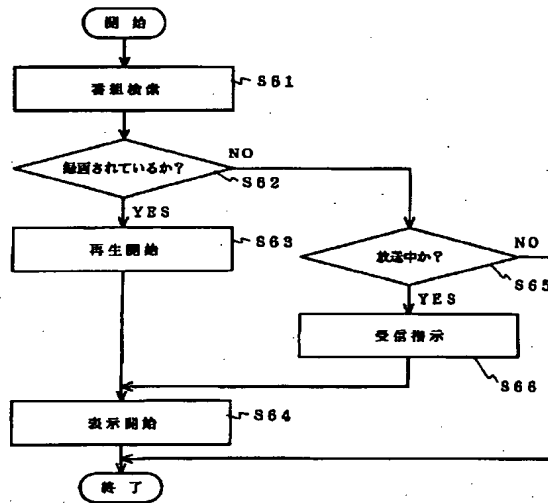 開始
番組検索
S61
録画されているか?
NO
S62
YES
再生開始
S63
放送中か?
NO
S65
YES
受信指示
S66
表示開始
S64
終了